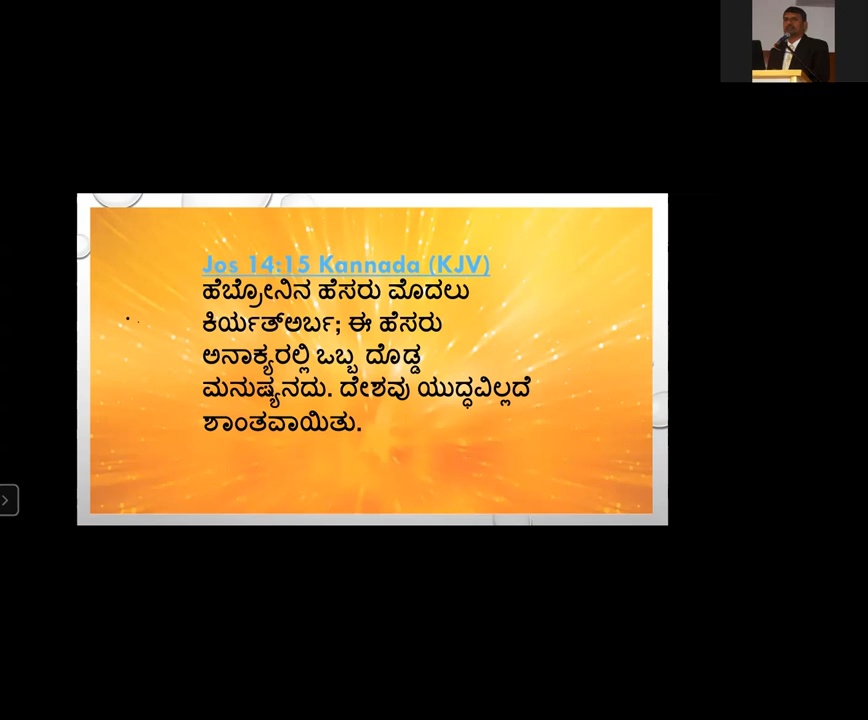 Jos 14:15 Kannada (KJV)
ಹೆಬ್ರೋನಿನ ಹೆಸರು ಮೊದಲು
ಕಿರ್ಯತ್ಅರ್ಬ; ಈ ಹೆಸರು
ಅನಾಕ್ಯರಲ್ಲಿ ಒಬ್ಬ ದೊಡ್ಡ
ಮನುಷ್ಯನದು. ದೇಶವು ಯುದ್ಧವಿಲ್ಲದೆ
ಶಾಂತವಾಯಿತು.